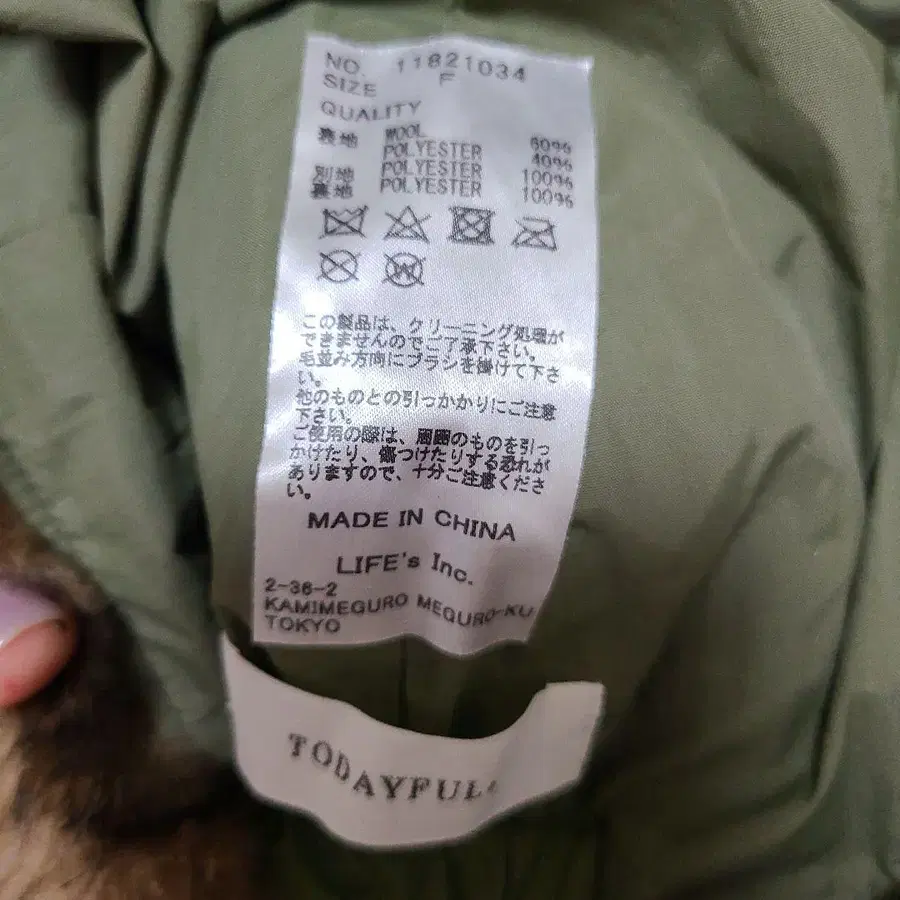 NO. 11821034
SIZE F
QUALITY
表地 WOOL 60%
POLYESTER 40%
別地 POLYESTER 100%
裏地 POLYESTER 100%
この製品は、クリーニング処理が
できませんのでご了承下さい。
毛並み方向にブラシを掛けて下さ
い。
他のものとの引っかかりにご注意
下さい。
ご使用の際は、周囲のものを引っ
かけたり、傷つけたりする恐れが
ありますので、十分ご注意くださ
い。
MADE IN CHINA
LIFE's Inc.
2-36-2
KAMIMEGURO MEGURO-KU
TOKYO
TODAYFUL